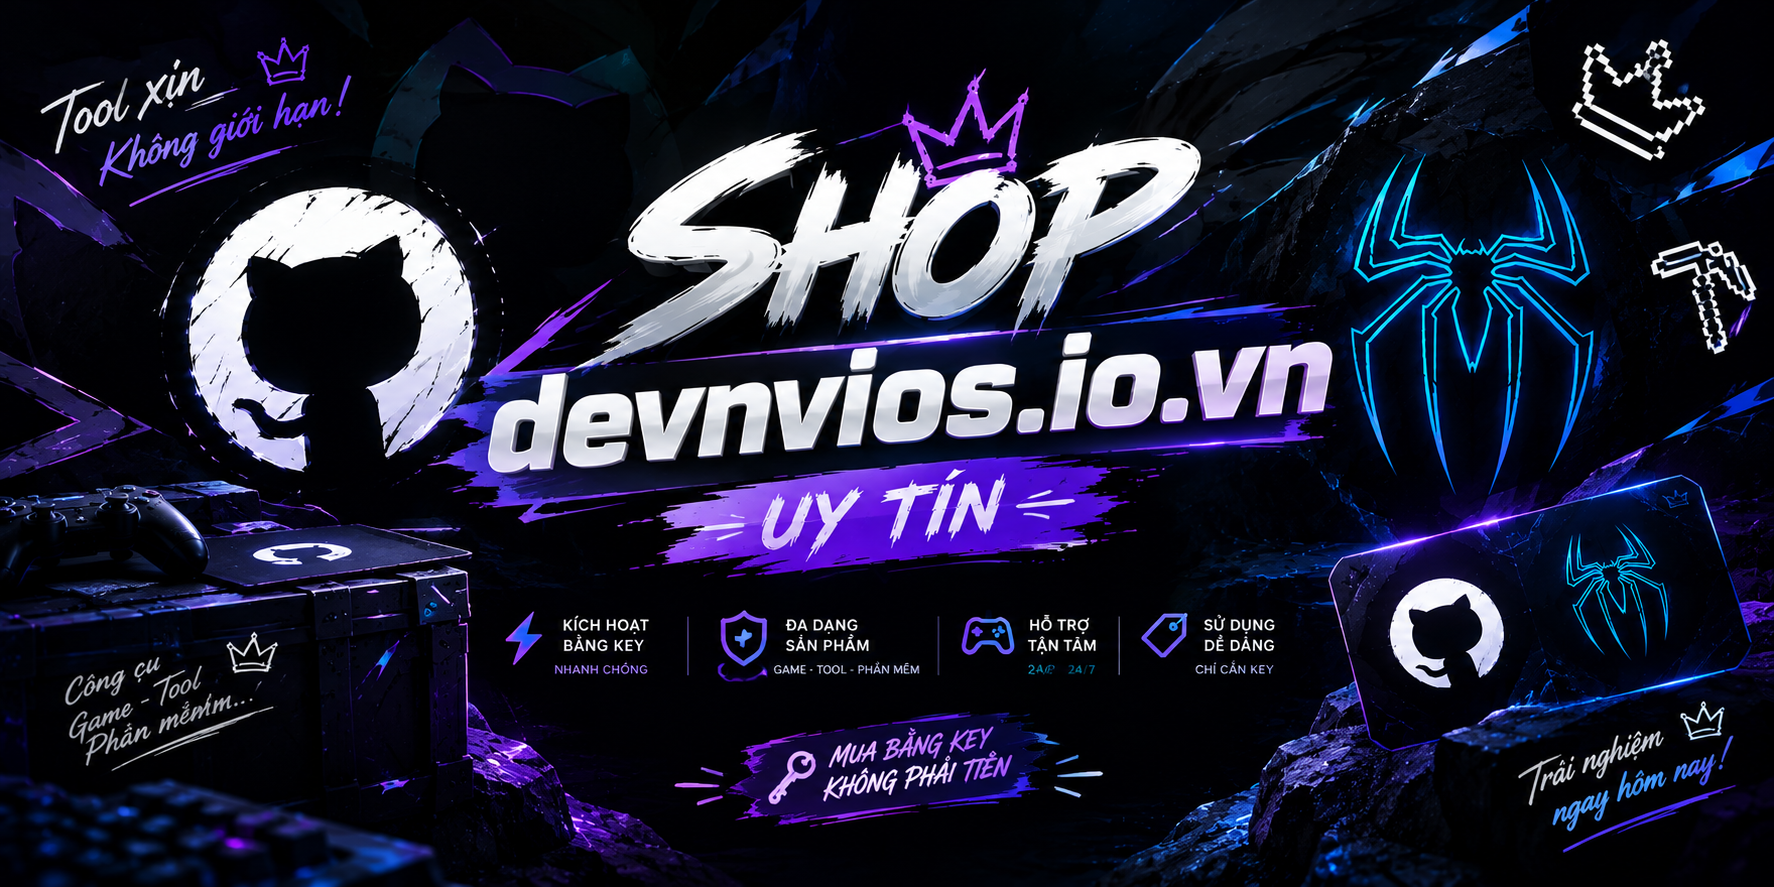 Tool xịn
Không giới hạn!
SHOP
devnvios.io.vn
UY TÍN
KÍCH HOẠT
BẰNG KEY
NHANH CHÓNG
ĐA DẠNG
SẢN PHẨM
GAME - TOOL - PHẦN MỀM
HỖ TRỢ
TẬN TÂM
24/7
SỬ DỤNG
DỄ DÀNG
CHỈ CẦN KEY
Công cụ
Game - Tool
Phần
MUA BẰNG KEY
KHÔNG PHẢI TIỀN
Trải nghiệm
ngay hôm nay!